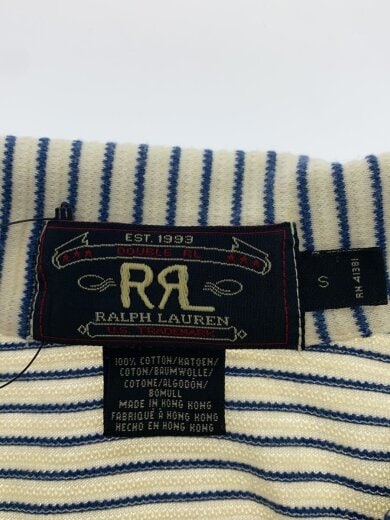 EST. 1993
DOUBLE RL
RRL
RALPH LAUREN
U.S. TRADEMARK
S
RN 41381
100% COTTON/KATOEN/
COTON/BAUMWOLLE/
COTONE/ALGODÓN/
BOMULL
MADE IN HONG KONG
FABRIQUÉ À HONG KONG
HECHO EN HONG KONG